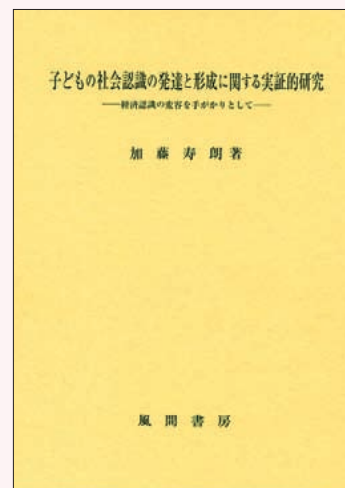 子どもの社会認識の発達と形成に関する実証的研究
──経済認識の変容を手がかりとして──
加藤寿朗著
風間書房